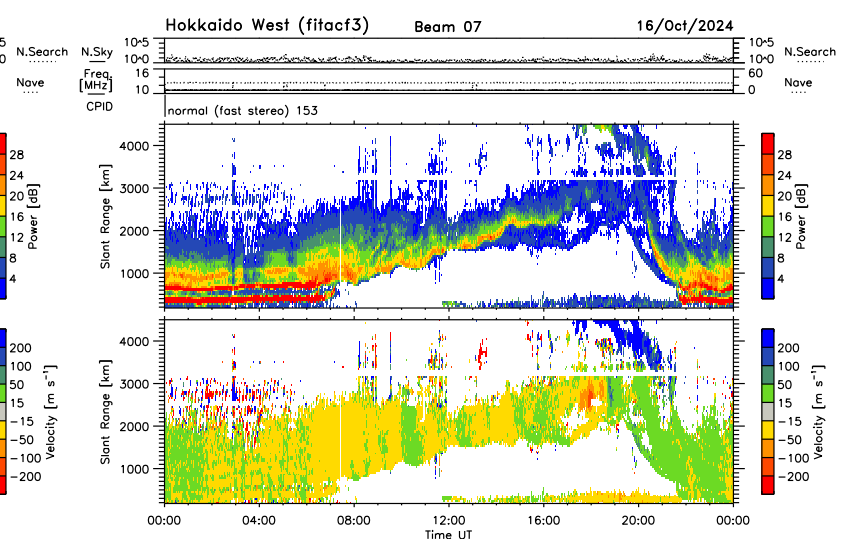 Hokkaido West (fitacf3) Beam 07 16/Oct/2024
5 N.Search N.Sky 10^5 10^5 N.Search
0 10^0 10^0
Nave Freq. 16 60 Nave
[MHz] 10 0
CPID normal (fast stereo) 153
28 4000 28
24 24
20 3000 20
16 16
12 2000 12
8 8
4 1000 4
Power [dB] Slant Range [km] Power [dB]
200 4000 200
100 100
50 3000 50
15 15
-15 2000 -15
-50 -50
-100 1000 -100
-200 -200
Velocity [m s⁻¹] Slant Range [km] Velocity [m s⁻¹]
00:00 04:00 08:00 12:00 16:00 20:00 00:00
Time UT